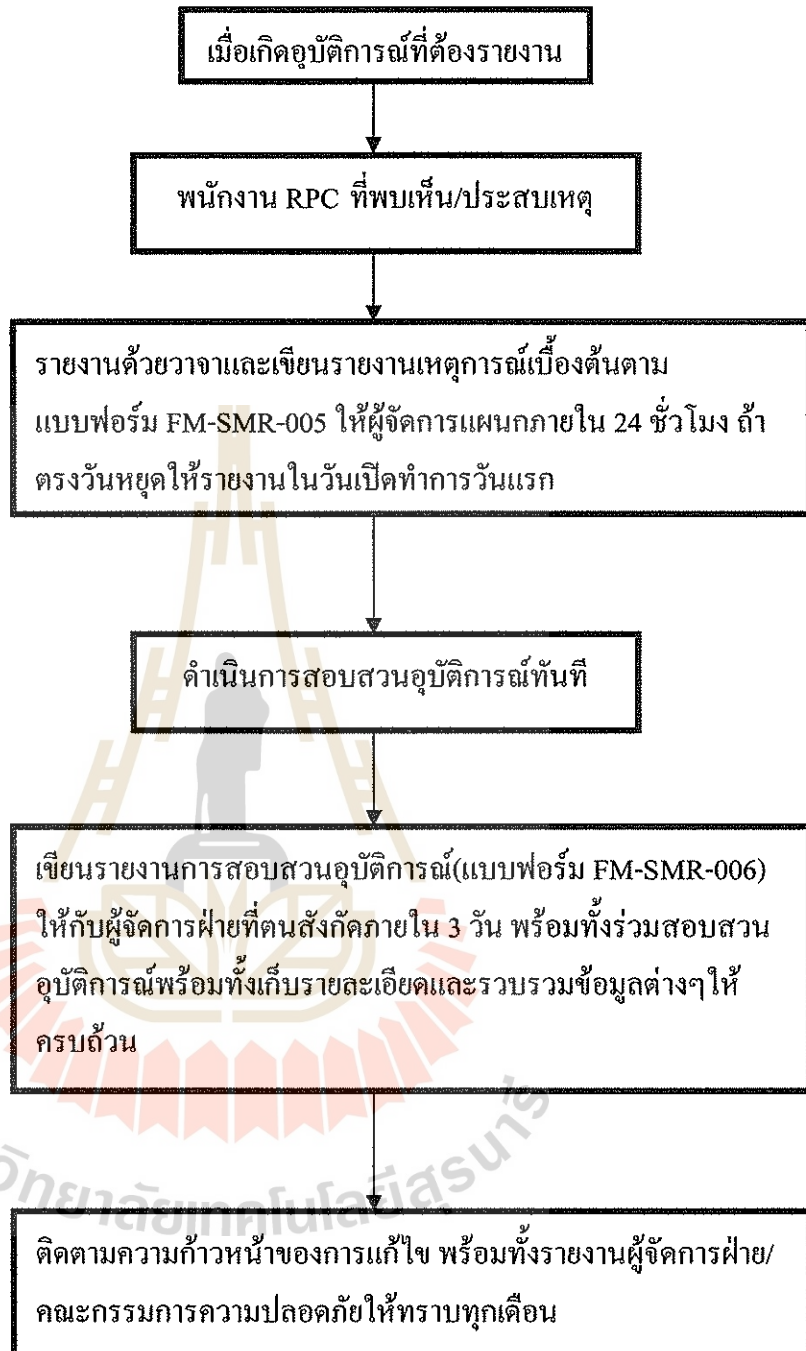 เมื่อเกิดอุบัติการณ์ที่ต้องรายงาน
พนักงาน RPC ที่พบเห็น/ประสบเหตุ
รายงานด้วยวาจาและเขียนรายงานเหตุการณ์เบื้องต้นตาม
แบบฟอร์ม FM-SMR-005 ให้ผู้จัดการแผนกภายใน 24 ชั่วโมง ถ้า
ตรงวันหยุดให้รายงานในวันเปิดทำการวันแรก
ดำเนินการสอบสวนอุบัติการณ์ทันที
เขียนรายงานการสอบสวนอุบัติการณ์(แบบฟอร์ม FM-SMR-006)
ให้กับผู้จัดการฝ่ายที่ตนสังกัดภายใน 3 วัน พร้อมทั้งร่วมสอบสวน
อุบัติการณ์พร้อมทั้งเก็บรายละเอียดและรวบรวมข้อมูลต่างๆให้
ครบถ้วน
วิทยาลัยเทคโนโลยีสุรนารี
ติดตามความก้าวหน้าของการแก้ไข พร้อมทั้งรายงานผู้จัดการฝ่าย/
คณะกรรมการความปลอดภัยให้ทราบทุกเดือน